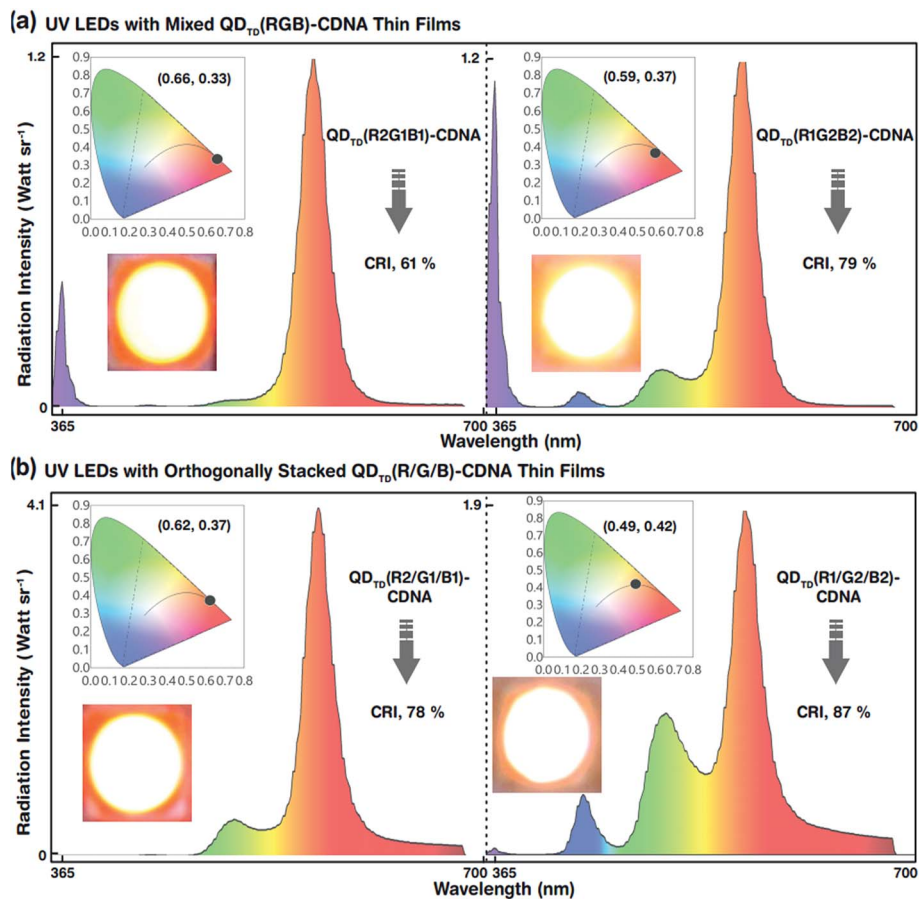 (a) UV LEDs with Mixed QD_TD(RGB)-CDNA Thin Films
Radiation Intensity (Watt sr⁻¹)
1.2
0
0.9
0.8
0.7
0.6
0.5
0.4
0.3
0.2
0.1
0.0
0.0 0.1 0.2 0.3 0.4 0.5 0.6 0.7 0.8
(0.66, 0.33)
QD_TD(R2G1B1)-CDNA
CRI, 61 %
365
700
1.2
0.9
0.8
0.7
0.6
0.5
0.4
0.3
0.2
0.1
0.0
0.0 0.1 0.2 0.3 0.4 0.5 0.6 0.7 0.8
(0.59, 0.37)
QD_TD(R1G2B2)-CDNA
CRI, 79 %
365
700
Wavelength (nm)
(b) UV LEDs with Orthogonally Stacked QD_TD(R/G/B)-CDNA Thin Films
Radiation Intensity (Watt sr⁻¹)
4.1
0
0.9
0.8
0.7
0.6
0.5
0.4
0.3
0.2
0.1
0.0
0.0 0.1 0.2 0.3 0.4 0.5 0.6 0.7 0.8
(0.62, 0.37)
QD_TD(R2/G1/B1)-
CDNA
CRI, 78 %
365
700
1.9
0.9
0.8
0.7
0.6
0.5
0.4
0.3
0.2
0.1
0.0
0.0 0.1 0.2 0.3 0.4 0.5 0.6 0.7 0.8
(0.49, 0.42)
QD_TD(R1/G2/B2)-
CDNA
CRI, 87 %
365
700
Wavelength (nm)